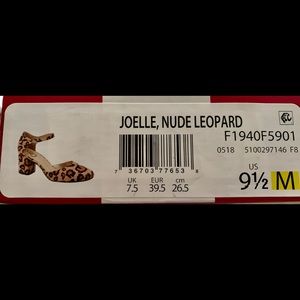 JOELLE, NUDE LEOPARD
F1940F5901
0518 5100297146 F8
7 36703 77653 8
UK EUR cm
7.5 39.5 26.5
US
9½ M